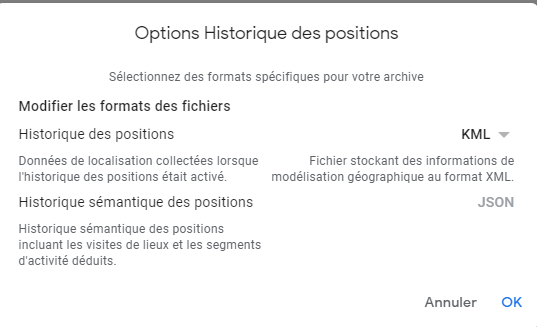 Options Historique des positions
Sélectionnez des formats spécifiques pour votre archive
Modifier les formats des fichiers
Historique des positions
KML
Données de localisation collectées lorsque
l'historique des positions était activé.
Fichier stockant des informations de
modélisation géographique au format XML.
Historique sémantique des positions
JSON
Historique sémantique des positions
incluant les visites de lieux et les segments
d'activité déduits.
Annuler
OK